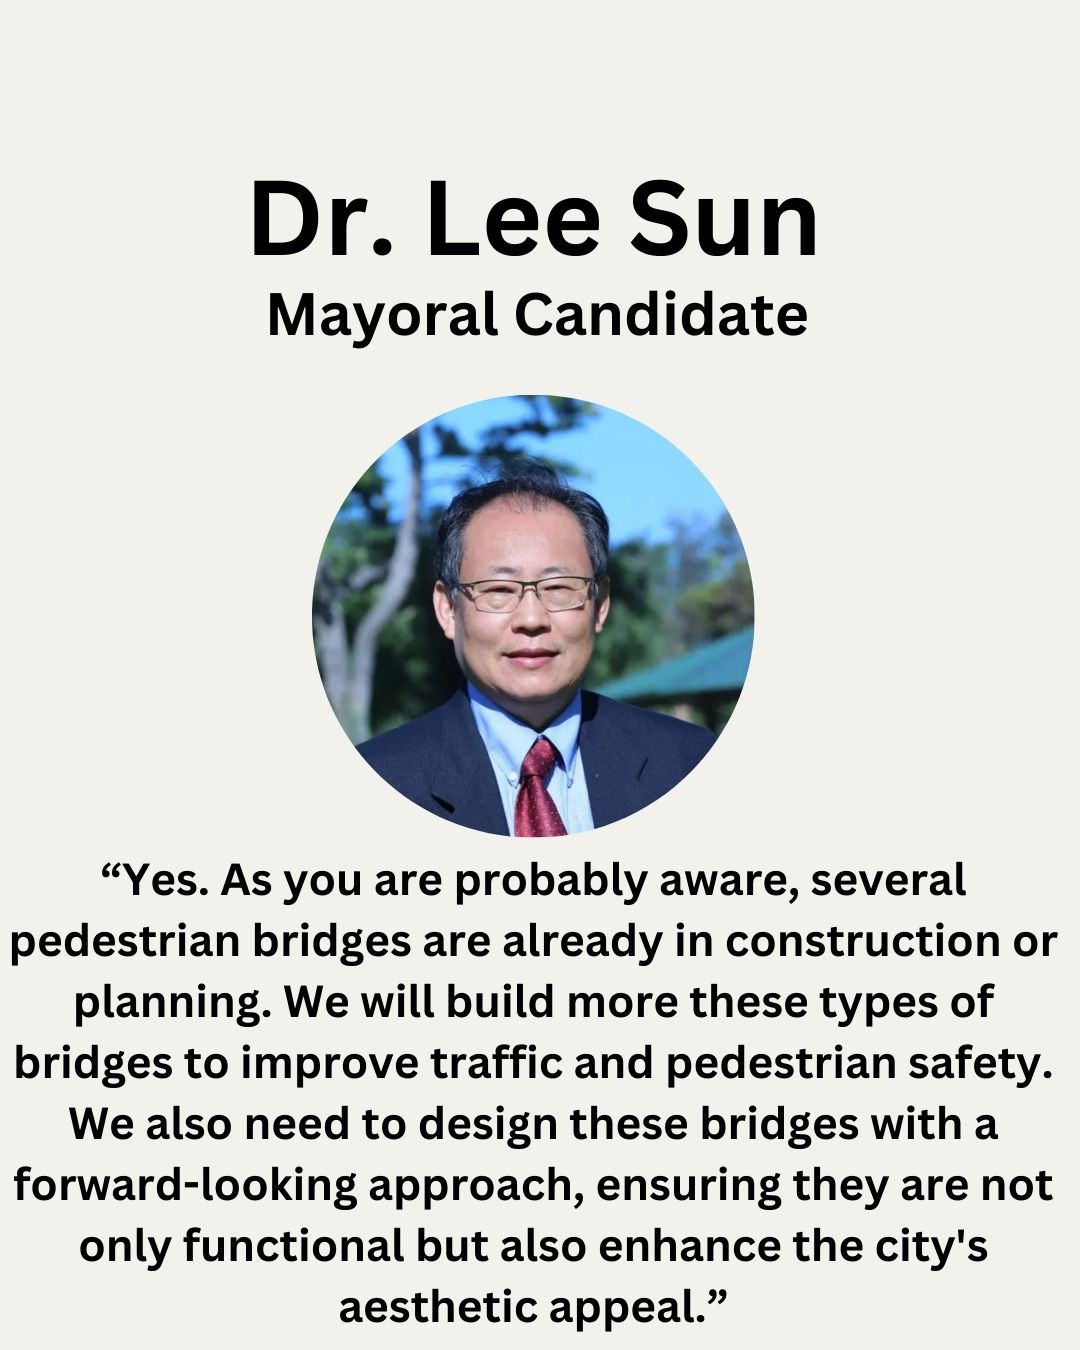 Dr. Lee Sun
Mayoral Candidate
“Yes. As you are probably aware, several
pedestrian bridges are already in construction or
planning. We will build more these types of
bridges to improve traffic and pedestrian safety.
We also need to design these bridges with a
forward-looking approach, ensuring they are not
only functional but also enhance the city's
aesthetic appeal.”